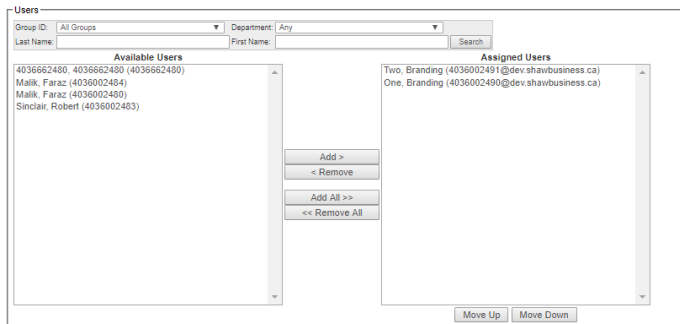 Users
Group ID: All Groups Department: Any
Last Name: First Name: Search
Available Users
4036662480, 4036662480 (4036662480)
Malik, Faraz (4036002484)
Malik, Faraz (4036002480)
Sinclair, Robert (4036002483)
Add >
< Remove
Add All >>
<< Remove All
Assigned Users
Two, Branding (4036002491@dev.shawbusiness.ca)
One, Branding (4036002490@dev.shawbusiness.ca)
Move Up Move Down